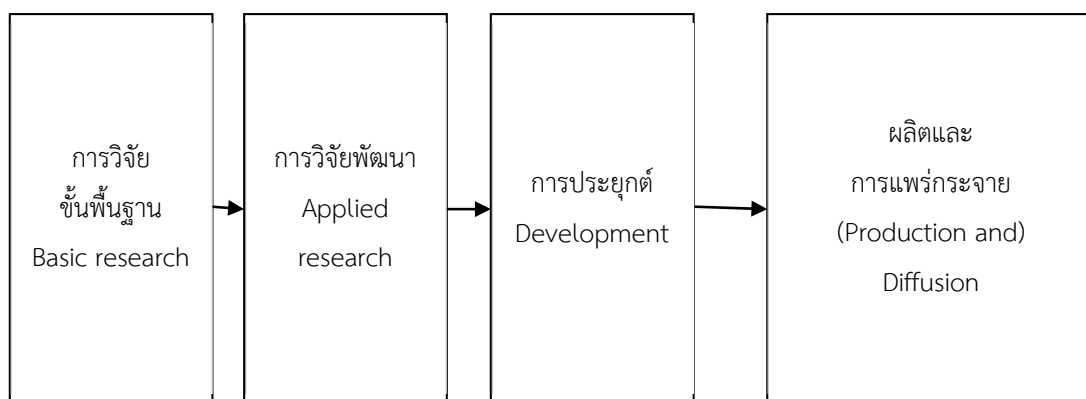 การวิจัย
ขั้นพื้นฐาน
Basic research
การวิจัยพัฒนา
Applied
research
การประยุกต์
Development
ผลิตและ
การแพร่กระจาย
(Production and)
Diffusion